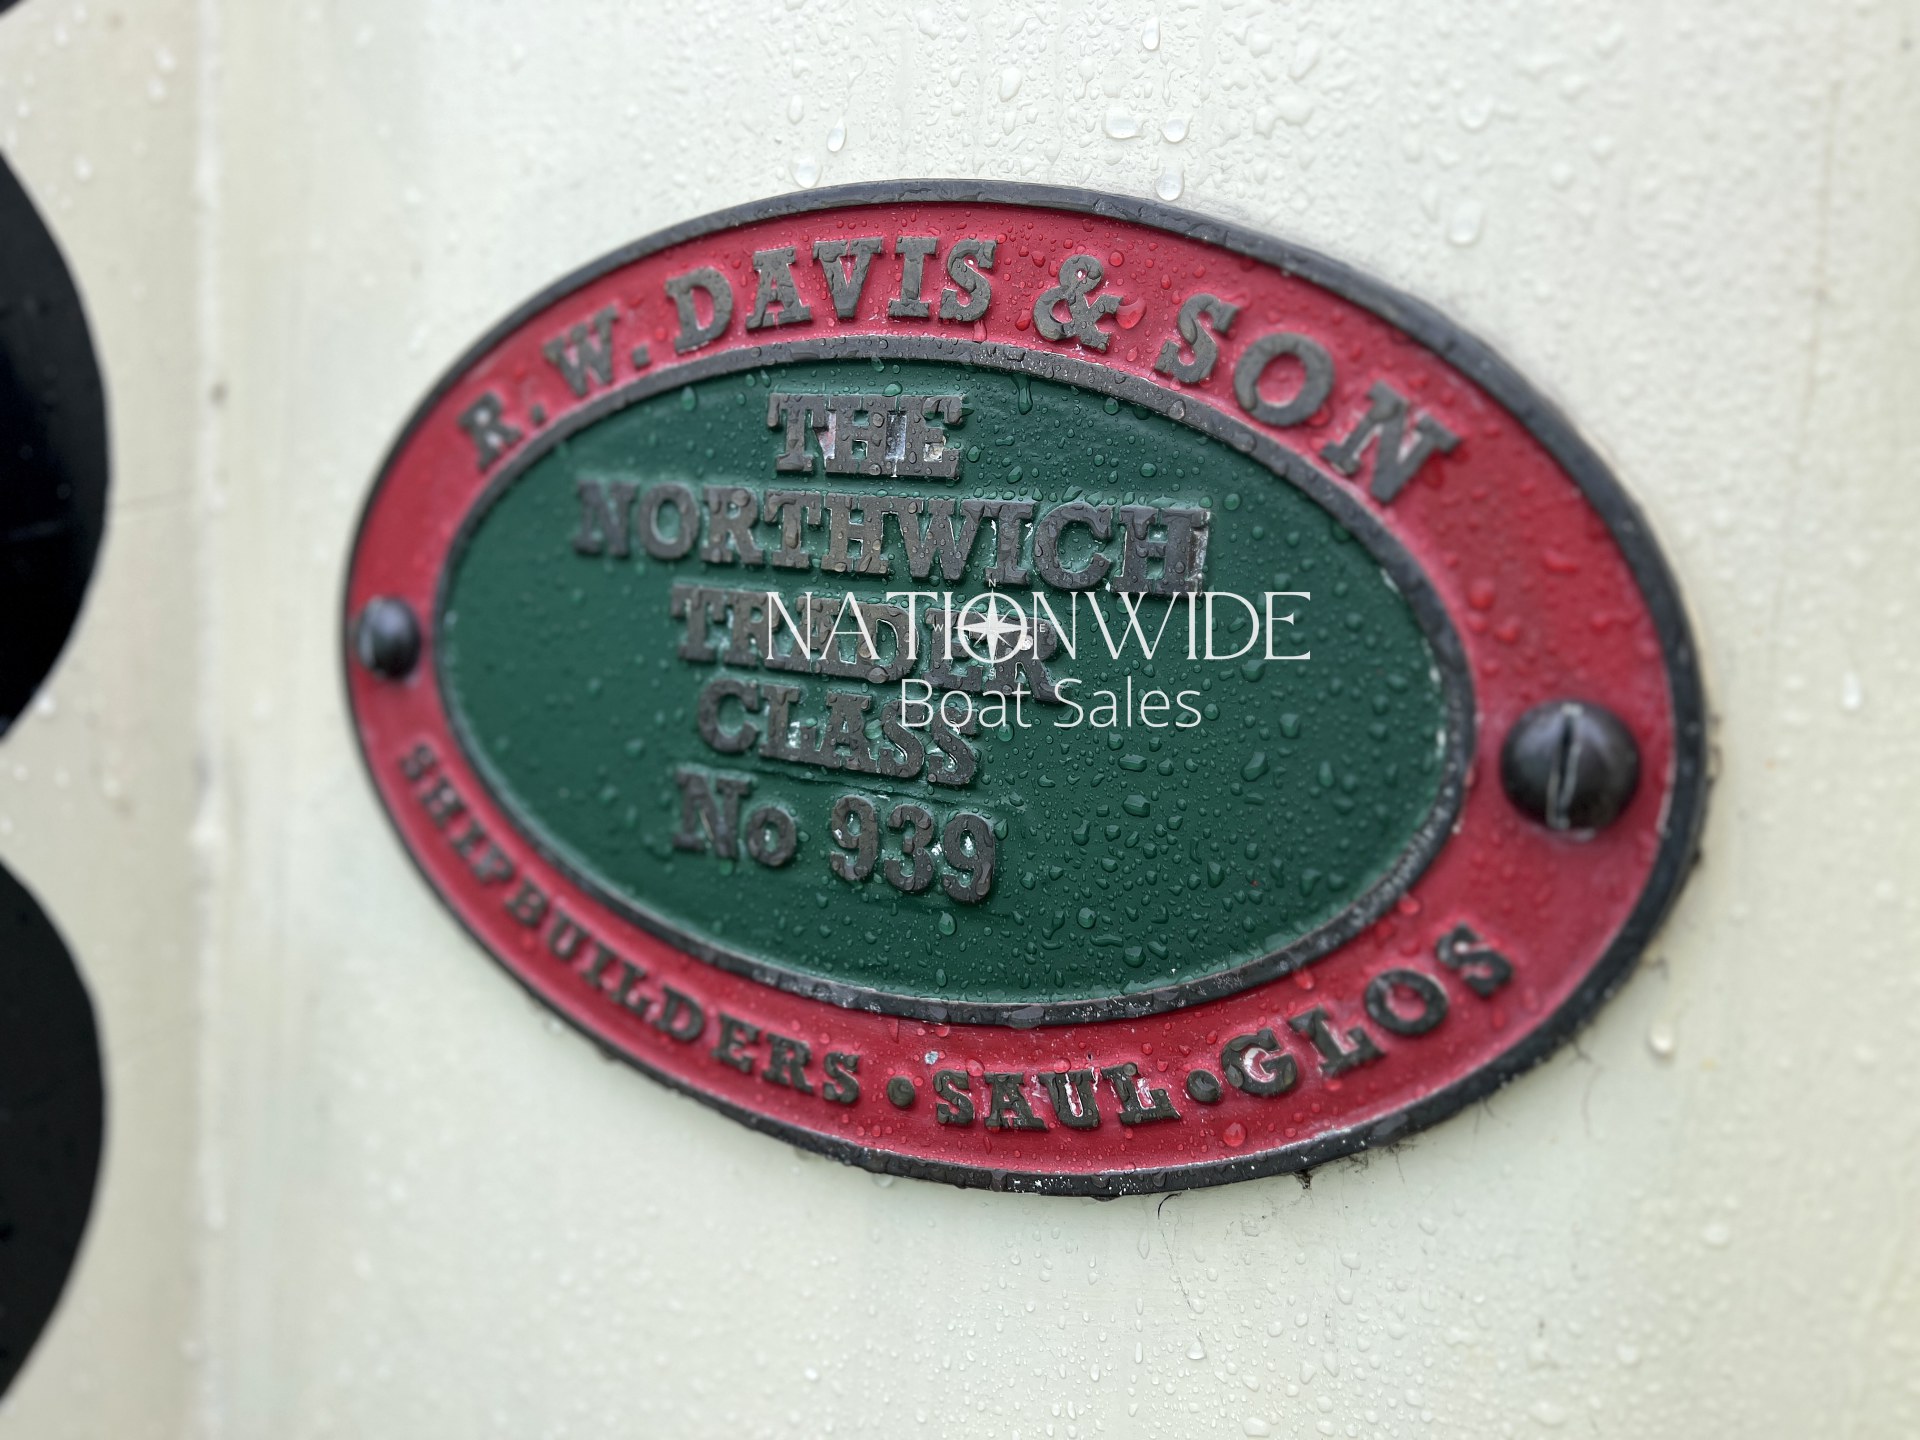 R.W. DAVIS & SON
THE
NORTHWICH
TRADER
CLASS
No 939
SHIPBUILDERS • SAUL • GLOS
NATIONWIDE
Boat Sales